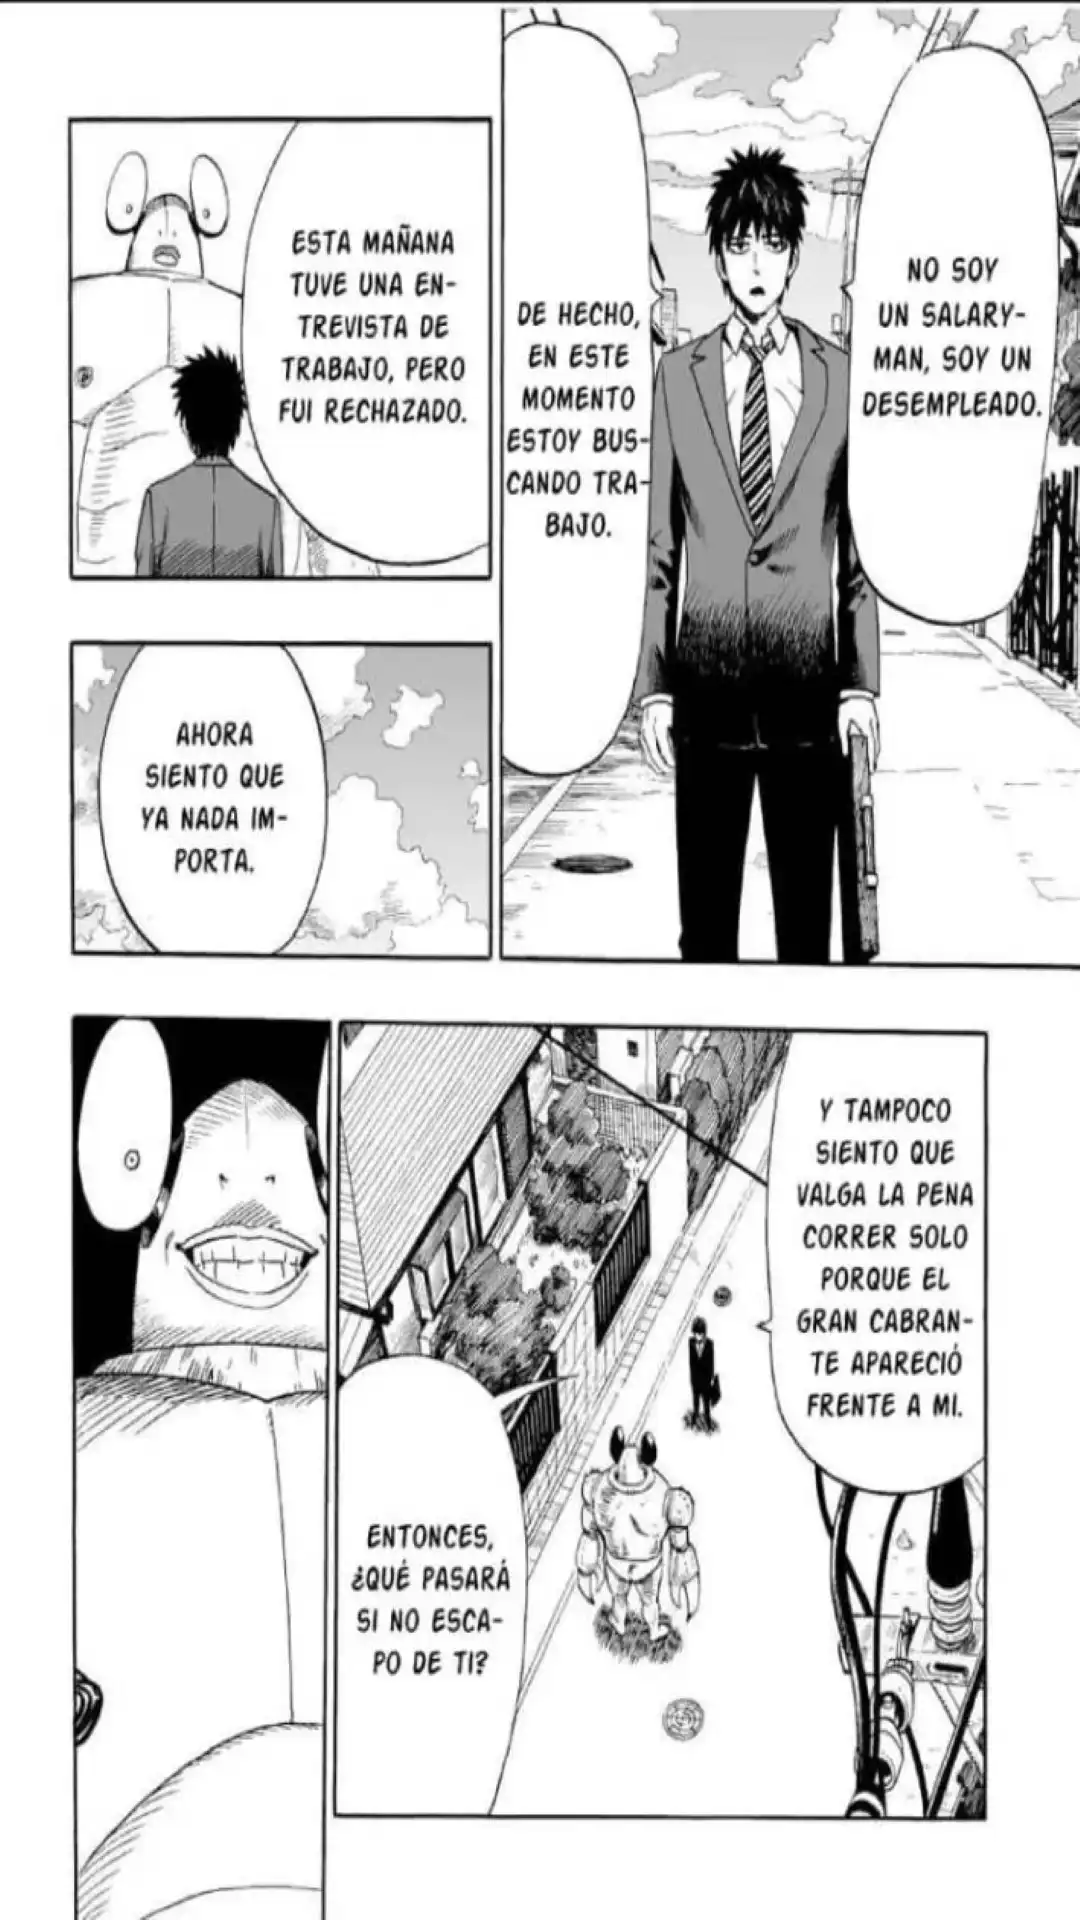 NO SOY
UN SALARY-
MAN, SOY UN
DESEMPLEADO.
DE HECHO,
EN ESTE
MOMENTO
ESTOY BUS-
CANDO TRA-
BAJO.
ESTA MAÑANA
TUVE UNA EN-
TREVISTA DE
TRABAJO, PERO
FUI RECHAZADO.
AHORA
SIENTO QUE
YA NADA IM-
PORTA.
Y TAMPOCO
SIENTO QUE
VALGA LA PENA
CORRER SOLO
PORQUE EL
GRAN CABRAN-
TE APARECIÓ
FRENTE A MI.
ENTONCES,
¿QUÉ PASARÁ
SI NO ESCA-
PO DE TI?